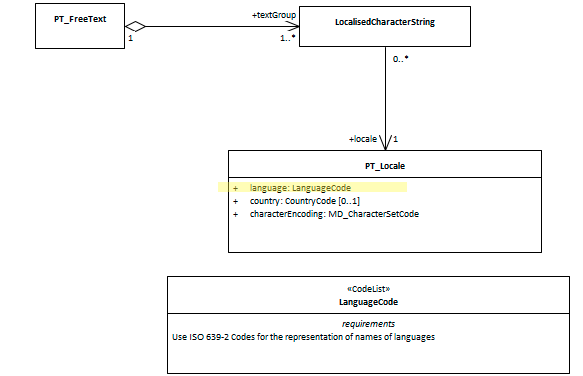 PT_FreeText
+textGroup
LocalisedCharacterString
1
1..*
0..*
+locale
1
PT_Locale
+ language: LanguageCode
+ country: CountryCode [0..1]
+ characterEncoding: MD_CharacterSetCode
«CodeList»
LanguageCode
requirements
Use ISO 639-2 Codes for the representation of names of languages